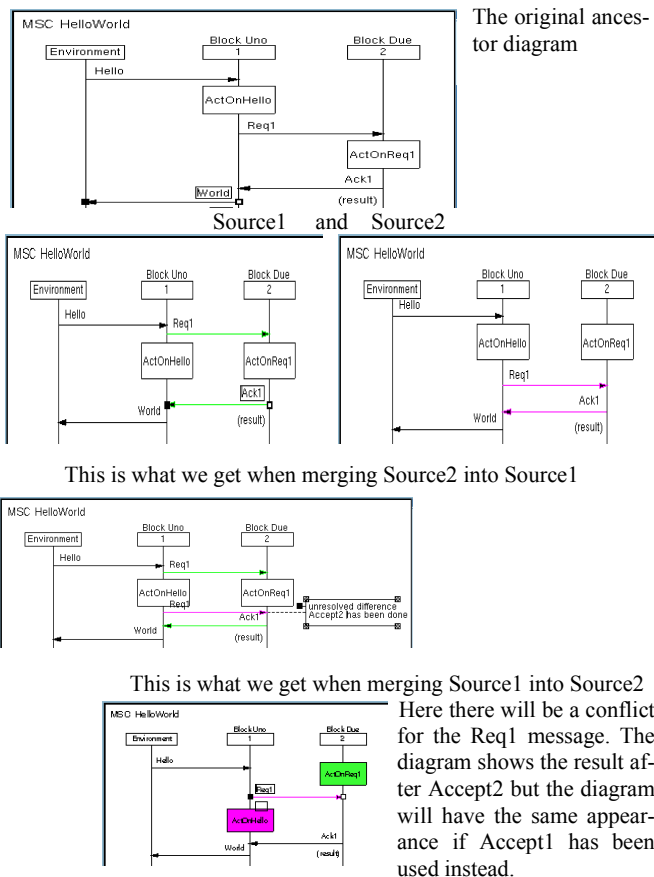 MSC HelloWorld
The original ances-
tor diagram
Block Uno Block Due
Environment 1 2
Hello
ActOnHello
Req1
ActOnReq1
Ack1
World (result)
Source1 and Source2
MSC HelloWorld
Block Uno Block Due
Environment 1 2
Hello Req1
ActOnHello ActOnReq1
Ack1
World (result)
MSC HelloWorld
Block Uno Block Due
Environment 1 2
Hello
ActOnHello ActOnReq1
Req1
Ack1
World (result)
This is what we get when merging Source2 into Source1
MSC HelloWorld
Block Uno Block Due
Environment 1 2
Hello Req1
ActOnHello ActOnReq1
Req1 unresolved difference
Ack1 Accept2 has been done
World (result)
This is what we get when merging Source1 into Source2
MSC HelloWorld
Block Uno Block Due
Environment 1 2
Hello
ActOnReq1
Req1
ActOnHello
Ack1
World (result)
Here there will be a conflict
for the Req1 message. The
diagram shows the result af-
ter Accept2 but the diagram
will have the same appear-
ance if Accept1 has been
used instead.